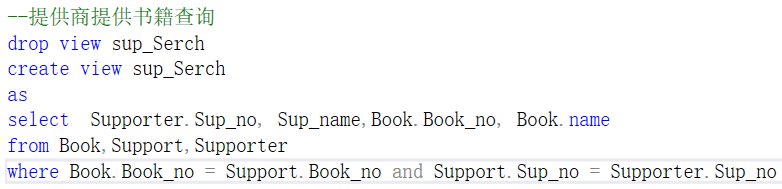 --提供商提供书籍查询
drop view sup_Serch
create view sup_Serch
as
select  Supporter.Sup_no, Sup_name,Book.Book_no, Book.name
from Book,Support,Supporter
where Book.Book_no = Support.Book_no and Support.Sup_no = Supporter.Sup_no